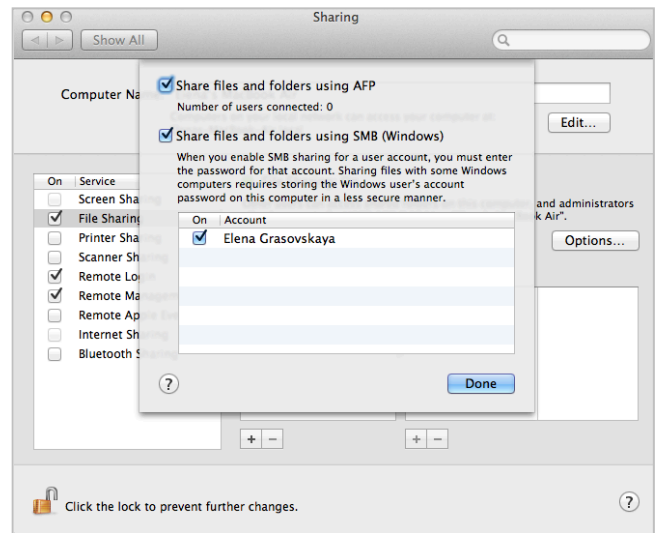 Sharing
Show All
Computer Na
Edit...
Share files and folders using AFP
Number of users connected: 0
Share files and folders using SMB (Windows)
When you enable SMB sharing for a user account, you must enter
the password for that account. Sharing files with some Windows
computers requires storing the Windows user's account
password on this computer in a less secure manner.
On Account
Elena Grasovskaya
Done
On Service
Screen Sha
File Sharing
Printer Sha
Scanner Sh
Remote Lo
Remote Ma
Remote Ap
Internet Sh
Bluetooth S
and administrators
k Air".
Options...
+ −
+ −
Click the lock to prevent further changes.
?
?